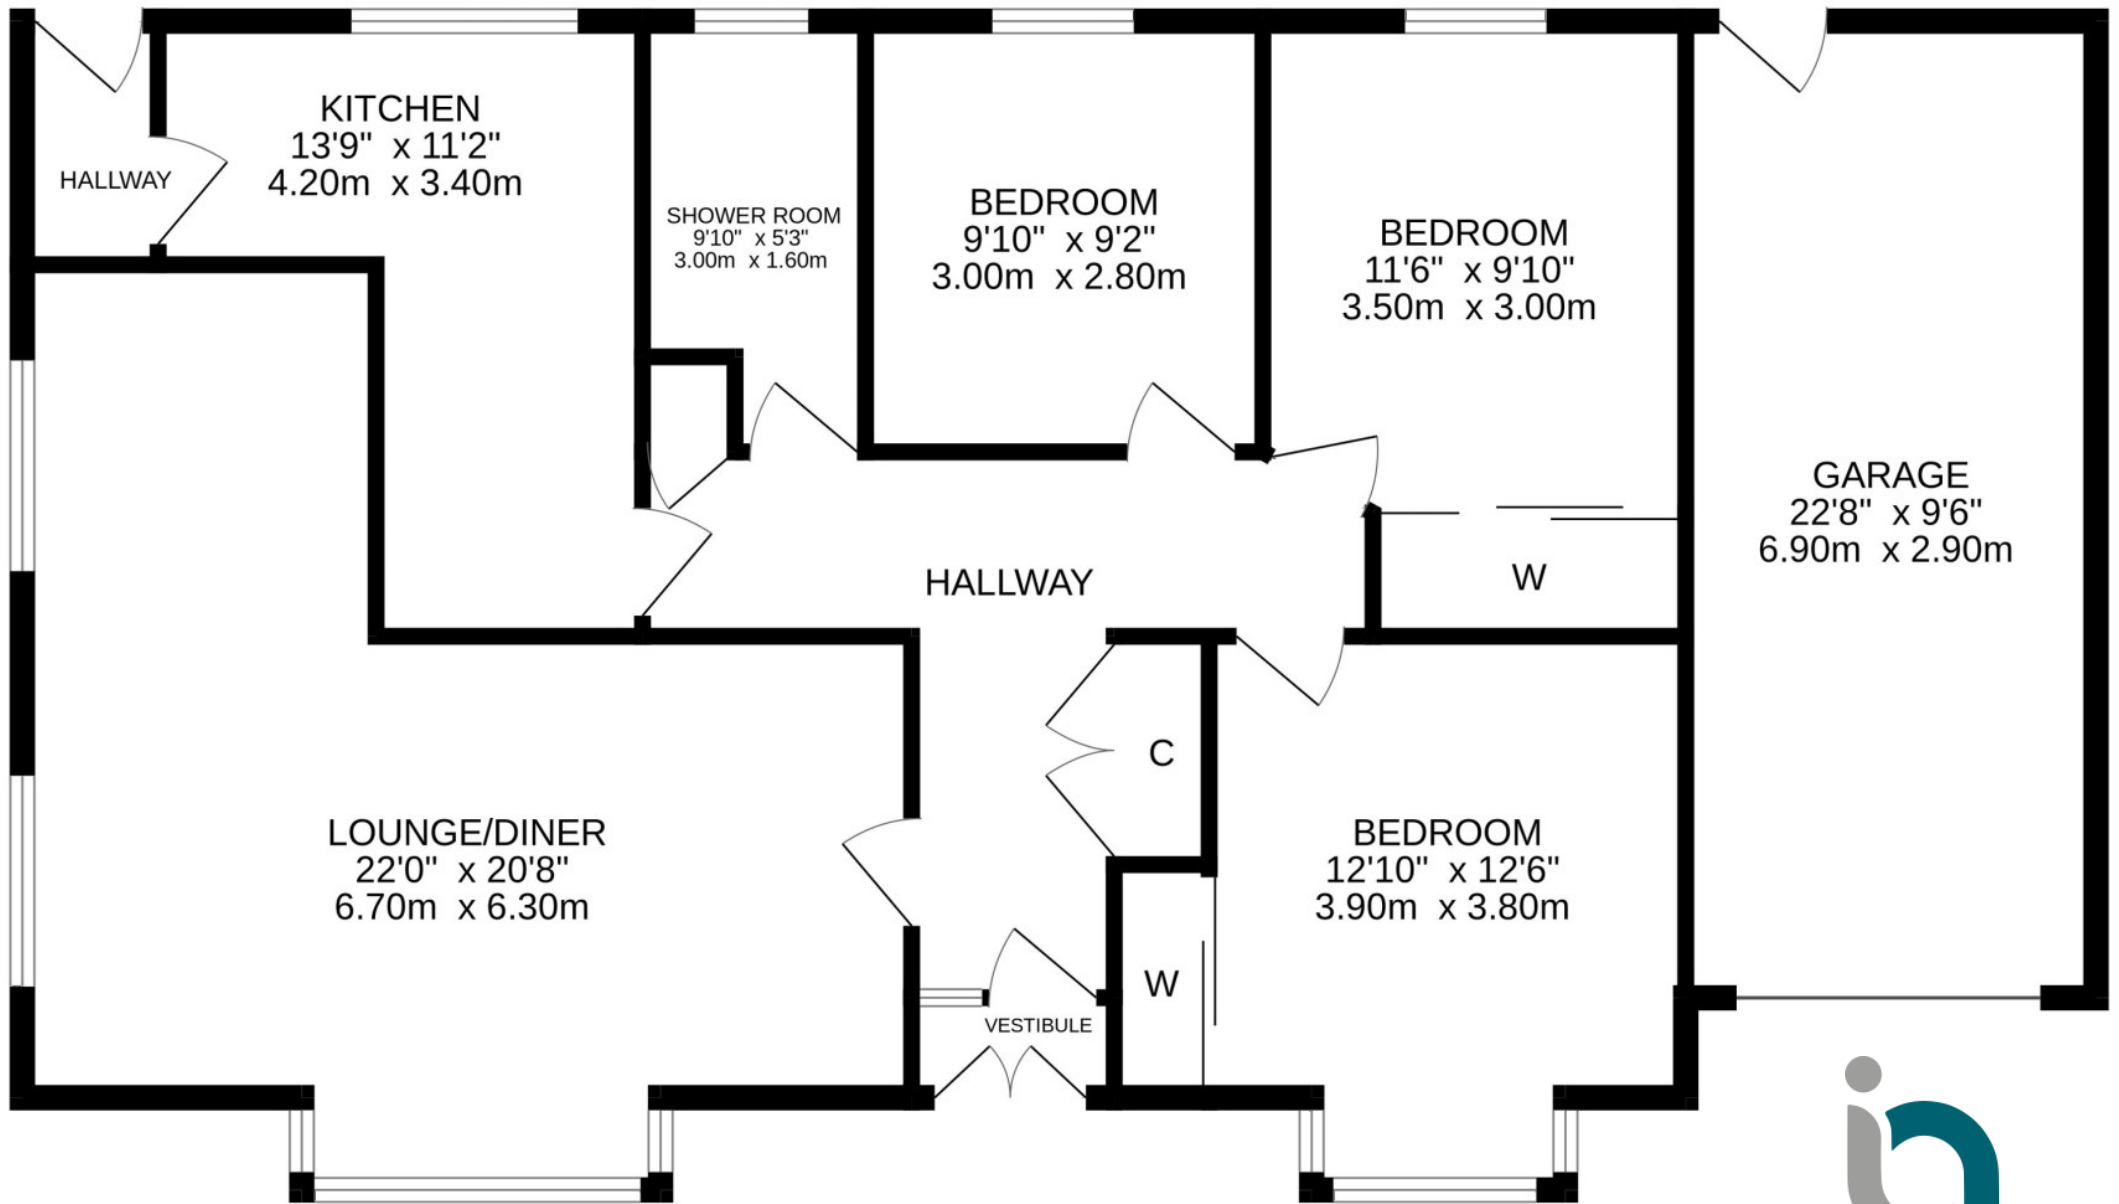 KITCHEN
13'9" x 11'2"
4.20m x 3.40m
HALLWAY
SHOWER ROOM
9'10" x 5'3"
3.00m x 1.60m
BEDROOM
9'10" x 9'2"
3.00m x 2.80m
BEDROOM
11'6" x 9'10"
3.50m x 3.00m
GARAGE
22'8" x 9'6"
6.90m x 2.90m
W
HALLWAY
C
LOUNGE/DINER
22'0" x 20'8"
6.70m x 6.30m
BEDROOM
12'10" x 12'6"
3.90m x 3.80m
W
VESTIBULE
in